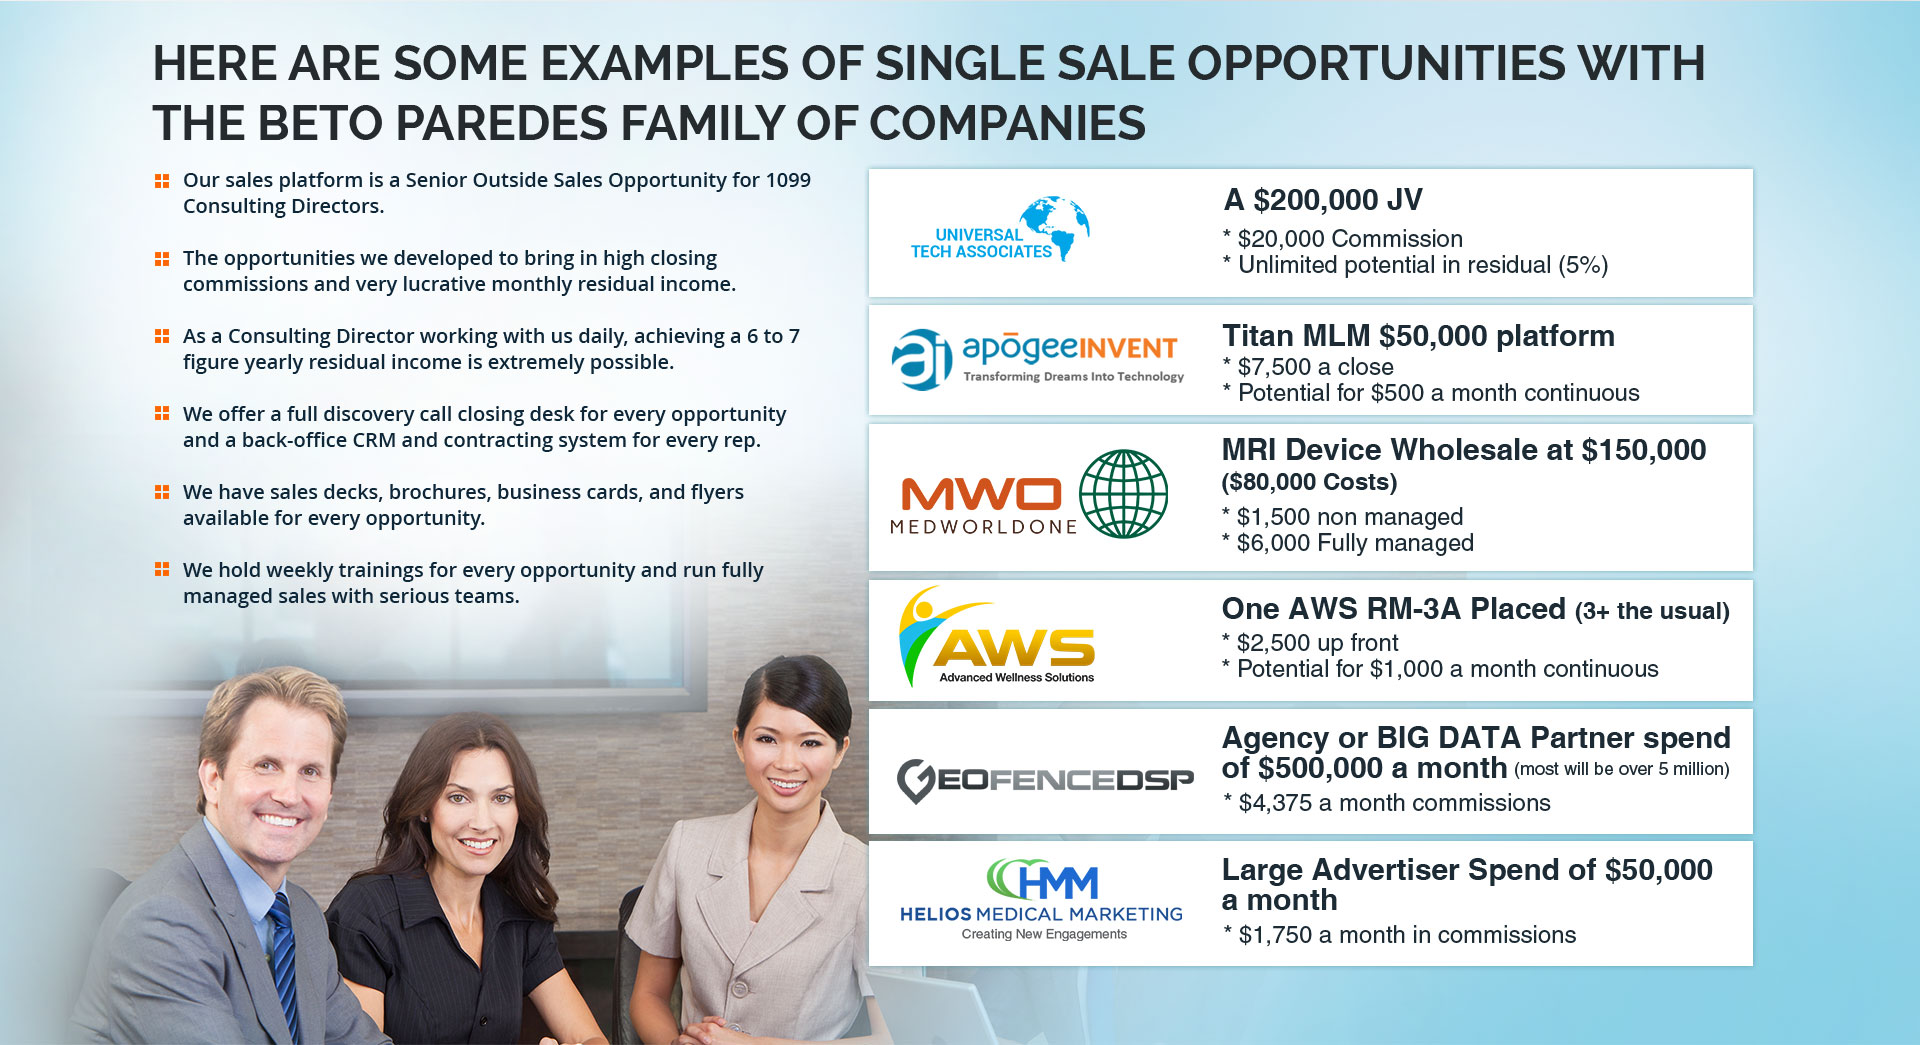 HERE ARE SOME EXAMPLES OF SINGLE SALE OPPORTUNITIES WITH
THE BETO PAREDES FAMILY OF COMPANIES
Our sales platform is a Senior Outside Sales Opportunity for 1099
Consulting Directors.
The opportunities we developed to bring in high closing
commissions and very lucrative monthly residual income.
As a Consulting Director working with us daily, achieving a 6 to 7
figure yearly residual income is extremely possible.
We offer a full discovery call closing desk for every opportunity
and a back-office CRM and contracting system for every rep.
We have sales decks, brochures, business cards, and flyers
available for every opportunity.
We hold weekly trainings for every opportunity and run fully
managed sales with serious teams.
UNIVERSAL
TECH ASSOCIATES
A $200,000 JV
* $20,000 Commission
* Unlimited potential in residual (5%)
ai apōgeeINVENT
Transforming Dreams Into Technology
Titan MLM $50,000 platform
* $7,500 a close
* Potential for $500 a month continuous
MWO
MEDWORLDONE
MRI Device Wholesale at $150,000
($80,000 Costs)
* $1,500 non managed
* $6,000 Fully managed
AWS
Advanced Wellness Solutions
One AWS RM-3A Placed (3+ the usual)
* $2,500 up front
* Potential for $1,000 a month continuous
GEOFENCEDSP
Agency or BIG DATA Partner spend
of $500,000 a month (most will be over 5 million)
* $4,375 a month commissions
HMM
HELIOS MEDICAL MARKETING
Creating New Engagements
Large Advertiser Spend of $50,000
a month
* $1,750 a month in commissions